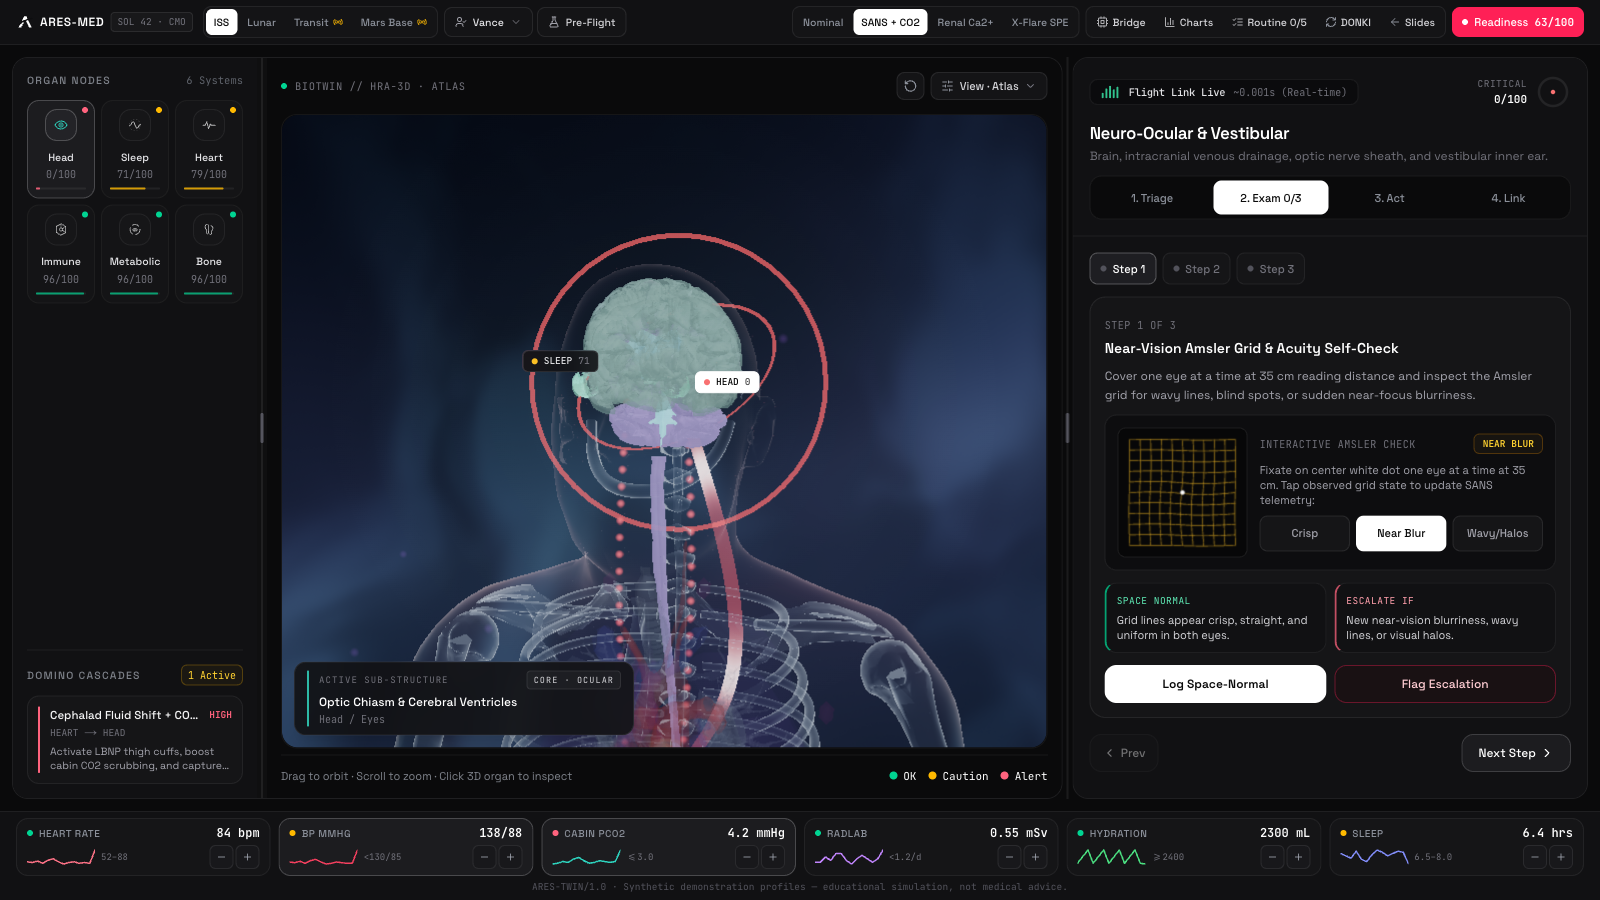 ARES-MED
SOL 42 · CMO
ISS
Lunar
Transit
Mars Base
Vance
Pre-Flight
Nominal
SANS + CO2
Renal Ca2+
X-Flare SPE
Bridge
Charts
Routine 0/5
DONKI
Slides
Readiness 63/100
ORGAN NODES
6 Systems
Head
0/100
Sleep
71/100
Heart
79/100
Immune
96/100
Metabolic
96/100
Bone
96/100
DOMINO CASCADES
1 Active
Cephalad Fluid Shift + CO...
HIGH
HEART → HEAD
Activate LBNP thigh cuffs, boost
cabin CO2 scrubbing, and capture...
BIOTWIN // HRA-3D · ATLAS
View · Atlas
SLEEP 71
HEAD 0
ACTIVE SUB-STRUCTURE
CORE · OCULAR
Optic Chiasm & Cerebral Ventricles
Head / Eyes
Drag to orbit · Scroll to zoom · Click 3D organ to inspect
OK
Caution
Alert
Flight Link Live ~0.001s (Real-time)
CRITICAL
0/100
Neuro-Ocular & Vestibular
Brain, intracranial venous drainage, optic nerve sheath, and vestibular inner ear.
1. Triage
2. Exam 0/3
3. Act
4. Link
Step 1
Step 2
Step 3
STEP 1 OF 3
Near-Vision Amsler Grid & Acuity Self-Check
Cover one eye at a time at 35 cm reading distance and inspect the Amsler
grid for wavy lines, blind spots, or sudden near-focus blurriness.
INTERACTIVE AMSLER CHECK
NEAR BLUR
Fixate on center white dot one eye at a time at 35
cm. Tap observed grid state to update SANS
telemetry:
Crisp
Near Blur
Wavy/Halos
SPACE NORMAL
Grid lines appear crisp, straight, and
uniform in both eyes.
ESCALATE IF
New near-vision blurriness, wavy
lines, or visual halos.
Log Space-Normal
Flag Escalation
Prev
Next Step
HEART RATE
84 bpm
52–88
BP MMHG
138/88
<130/85
CABIN PCO2
4.2 mmHg
≤3.0
RADLAB
0.55 mSv
<1.2/d
HYDRATION
2300 mL
≥2400
SLEEP
6.4 hrs
6.5–8.0
ARES-TWIN/1.0 · Synthetic demonstration profiles — educational simulation, not medical advice.